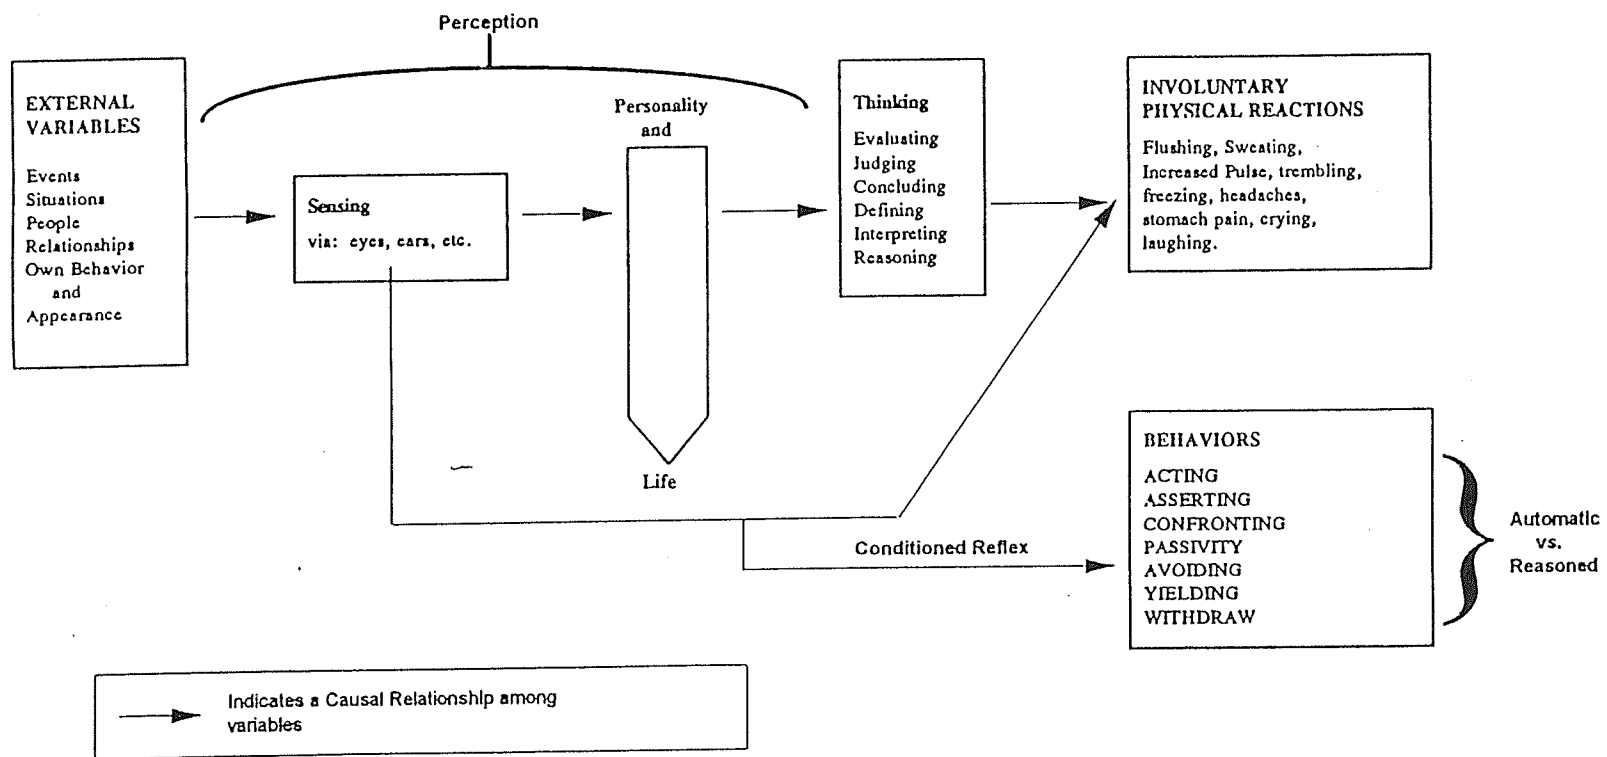 Perception
EXTERNAL
VARIABLES
Events
Situations
People
Relationships
Own Behavior
and
Appearance
Sensing
via: eyes, ears, etc.
Personality
and
Life
Thinking
Evaluating
Judging
Concluding
Defining
Interpreting
Reasoning
INVOLUNTARY
PHYSICAL REACTIONS
Flushing, Sweating,
Increased Pulse, trembling,
freezing, headaches,
stomach pain, crying,
laughing.
Conditioned Reflex
BEHAVIORS
ACTING
ASSERTING
CONFRONTING
PASSIVITY
AVOIDING
YIELDING
WITHDRAW
Automatic
vs.
Reasoned
Indicates a Causal Relationship among
variables